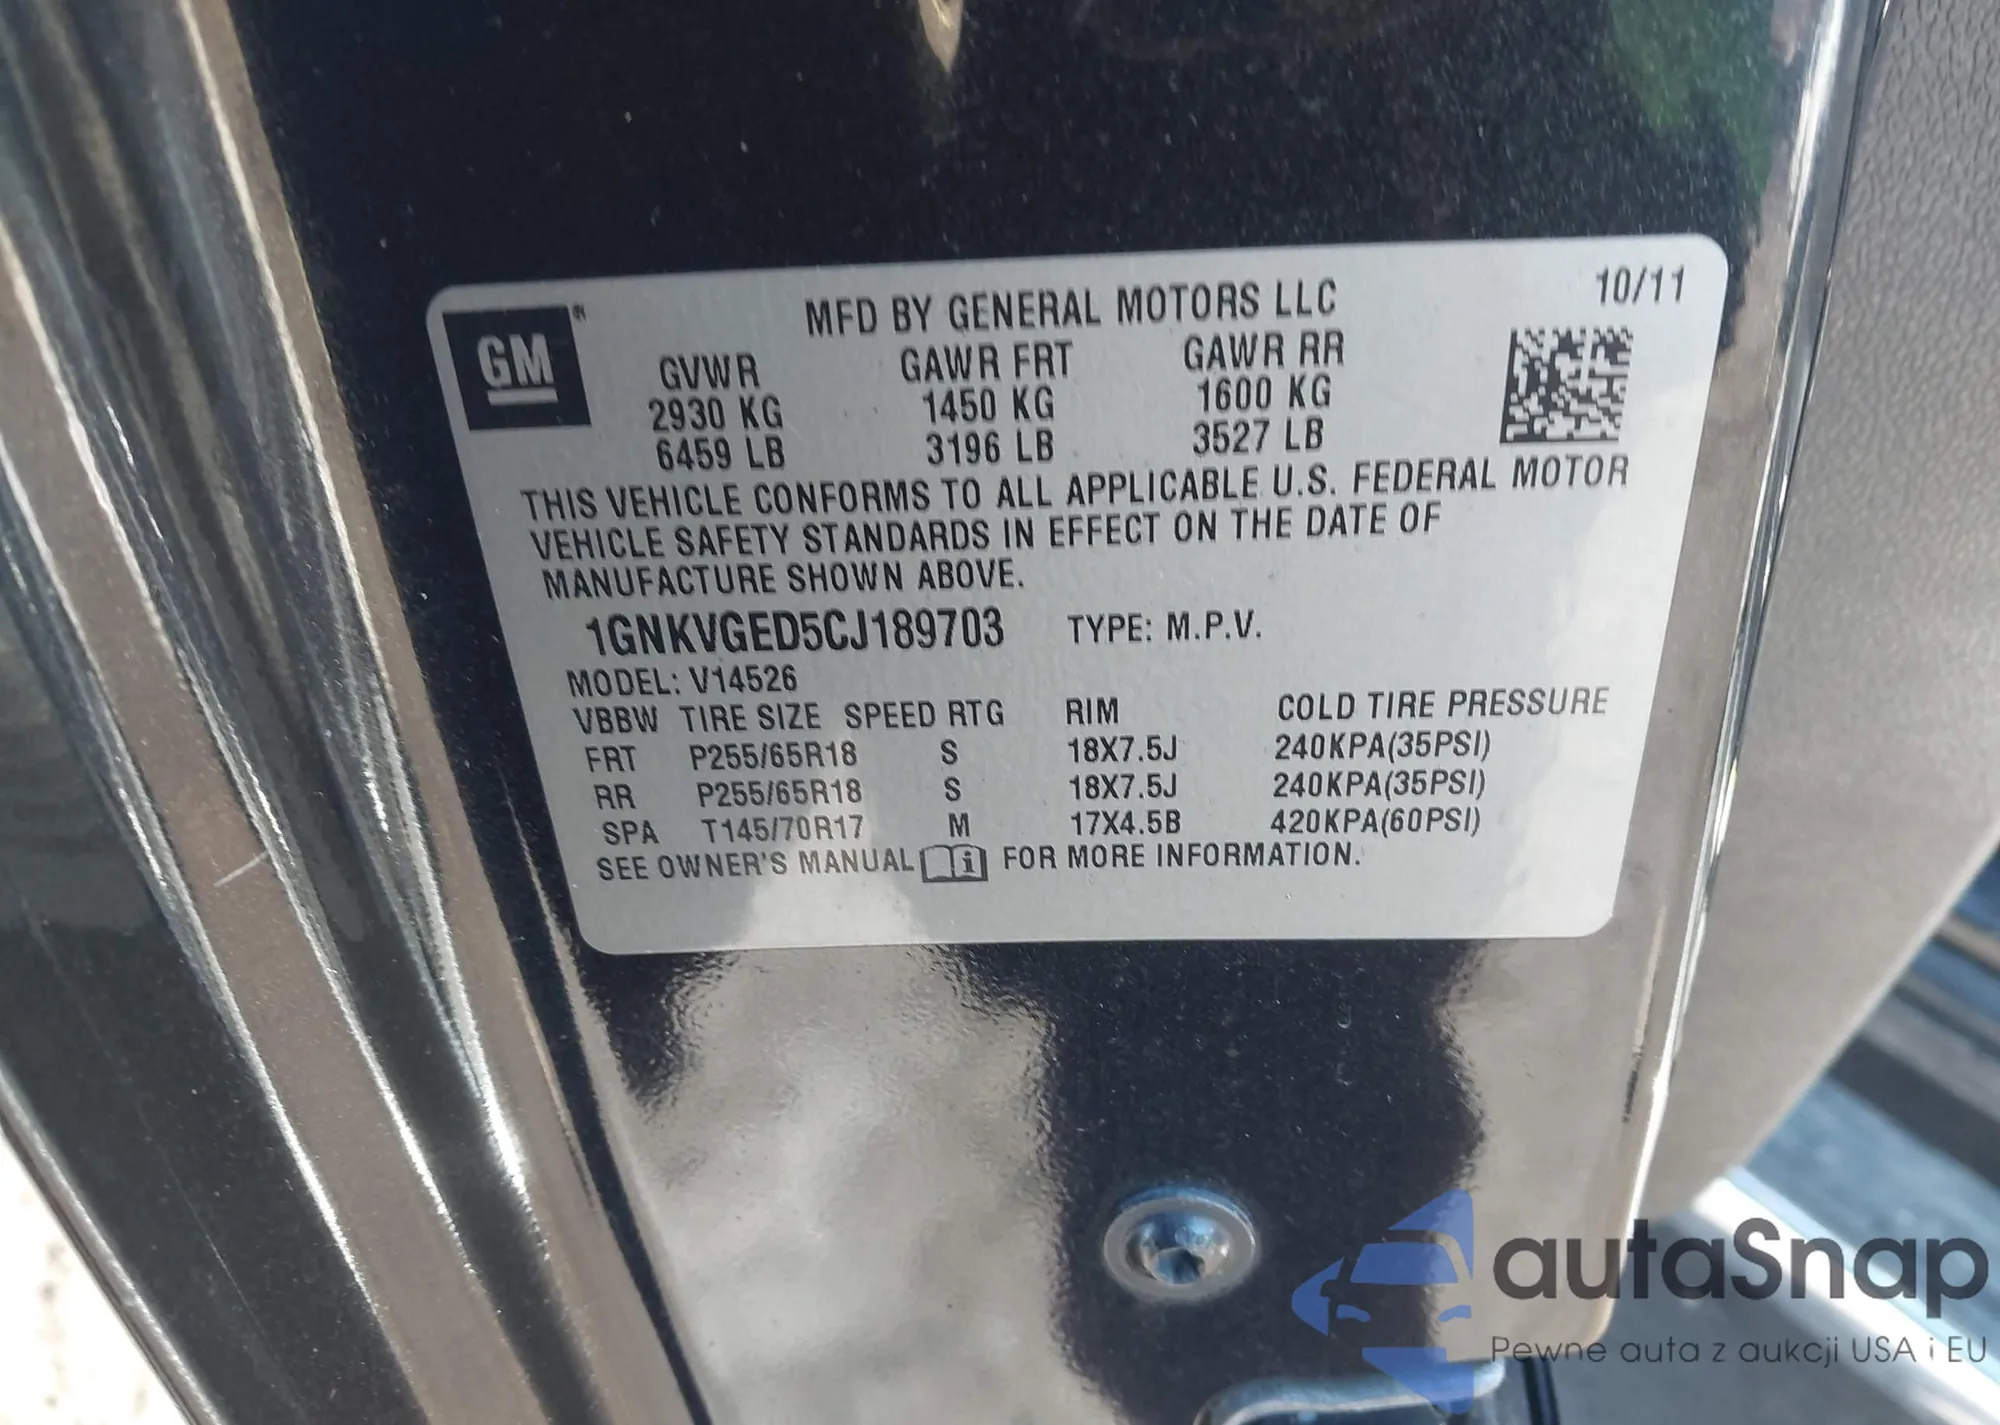 GM
MFD BY GENERAL MOTORS LLC 10/11
GVWR GAWR FRT GAWR RR
2930 KG 1450 KG 1600 KG
6459 LB 3196 LB 3527 LB
THIS VEHICLE CONFORMS TO ALL APPLICABLE U.S. FEDERAL MOTOR
VEHICLE SAFETY STANDARDS IN EFFECT ON THE DATE OF
MANUFACTURE SHOWN ABOVE.
1GNKVGED5CJ189703 TYPE: M.P.V.
MODEL: V14526
VBBW TIRE SIZE SPEED RTG RIM COLD TIRE PRESSURE
FRT P255/65R18 S 18X7.5J 240KPA(35PSI)
RR P255/65R18 S 18X7.5J 240KPA(35PSI)
SPA T145/70R17 M 17X4.5B 420KPA(60PSI)
SEE OWNER'S MANUAL i FOR MORE INFORMATION.
autaSnap
Pewne auta z aukcji USA i EU